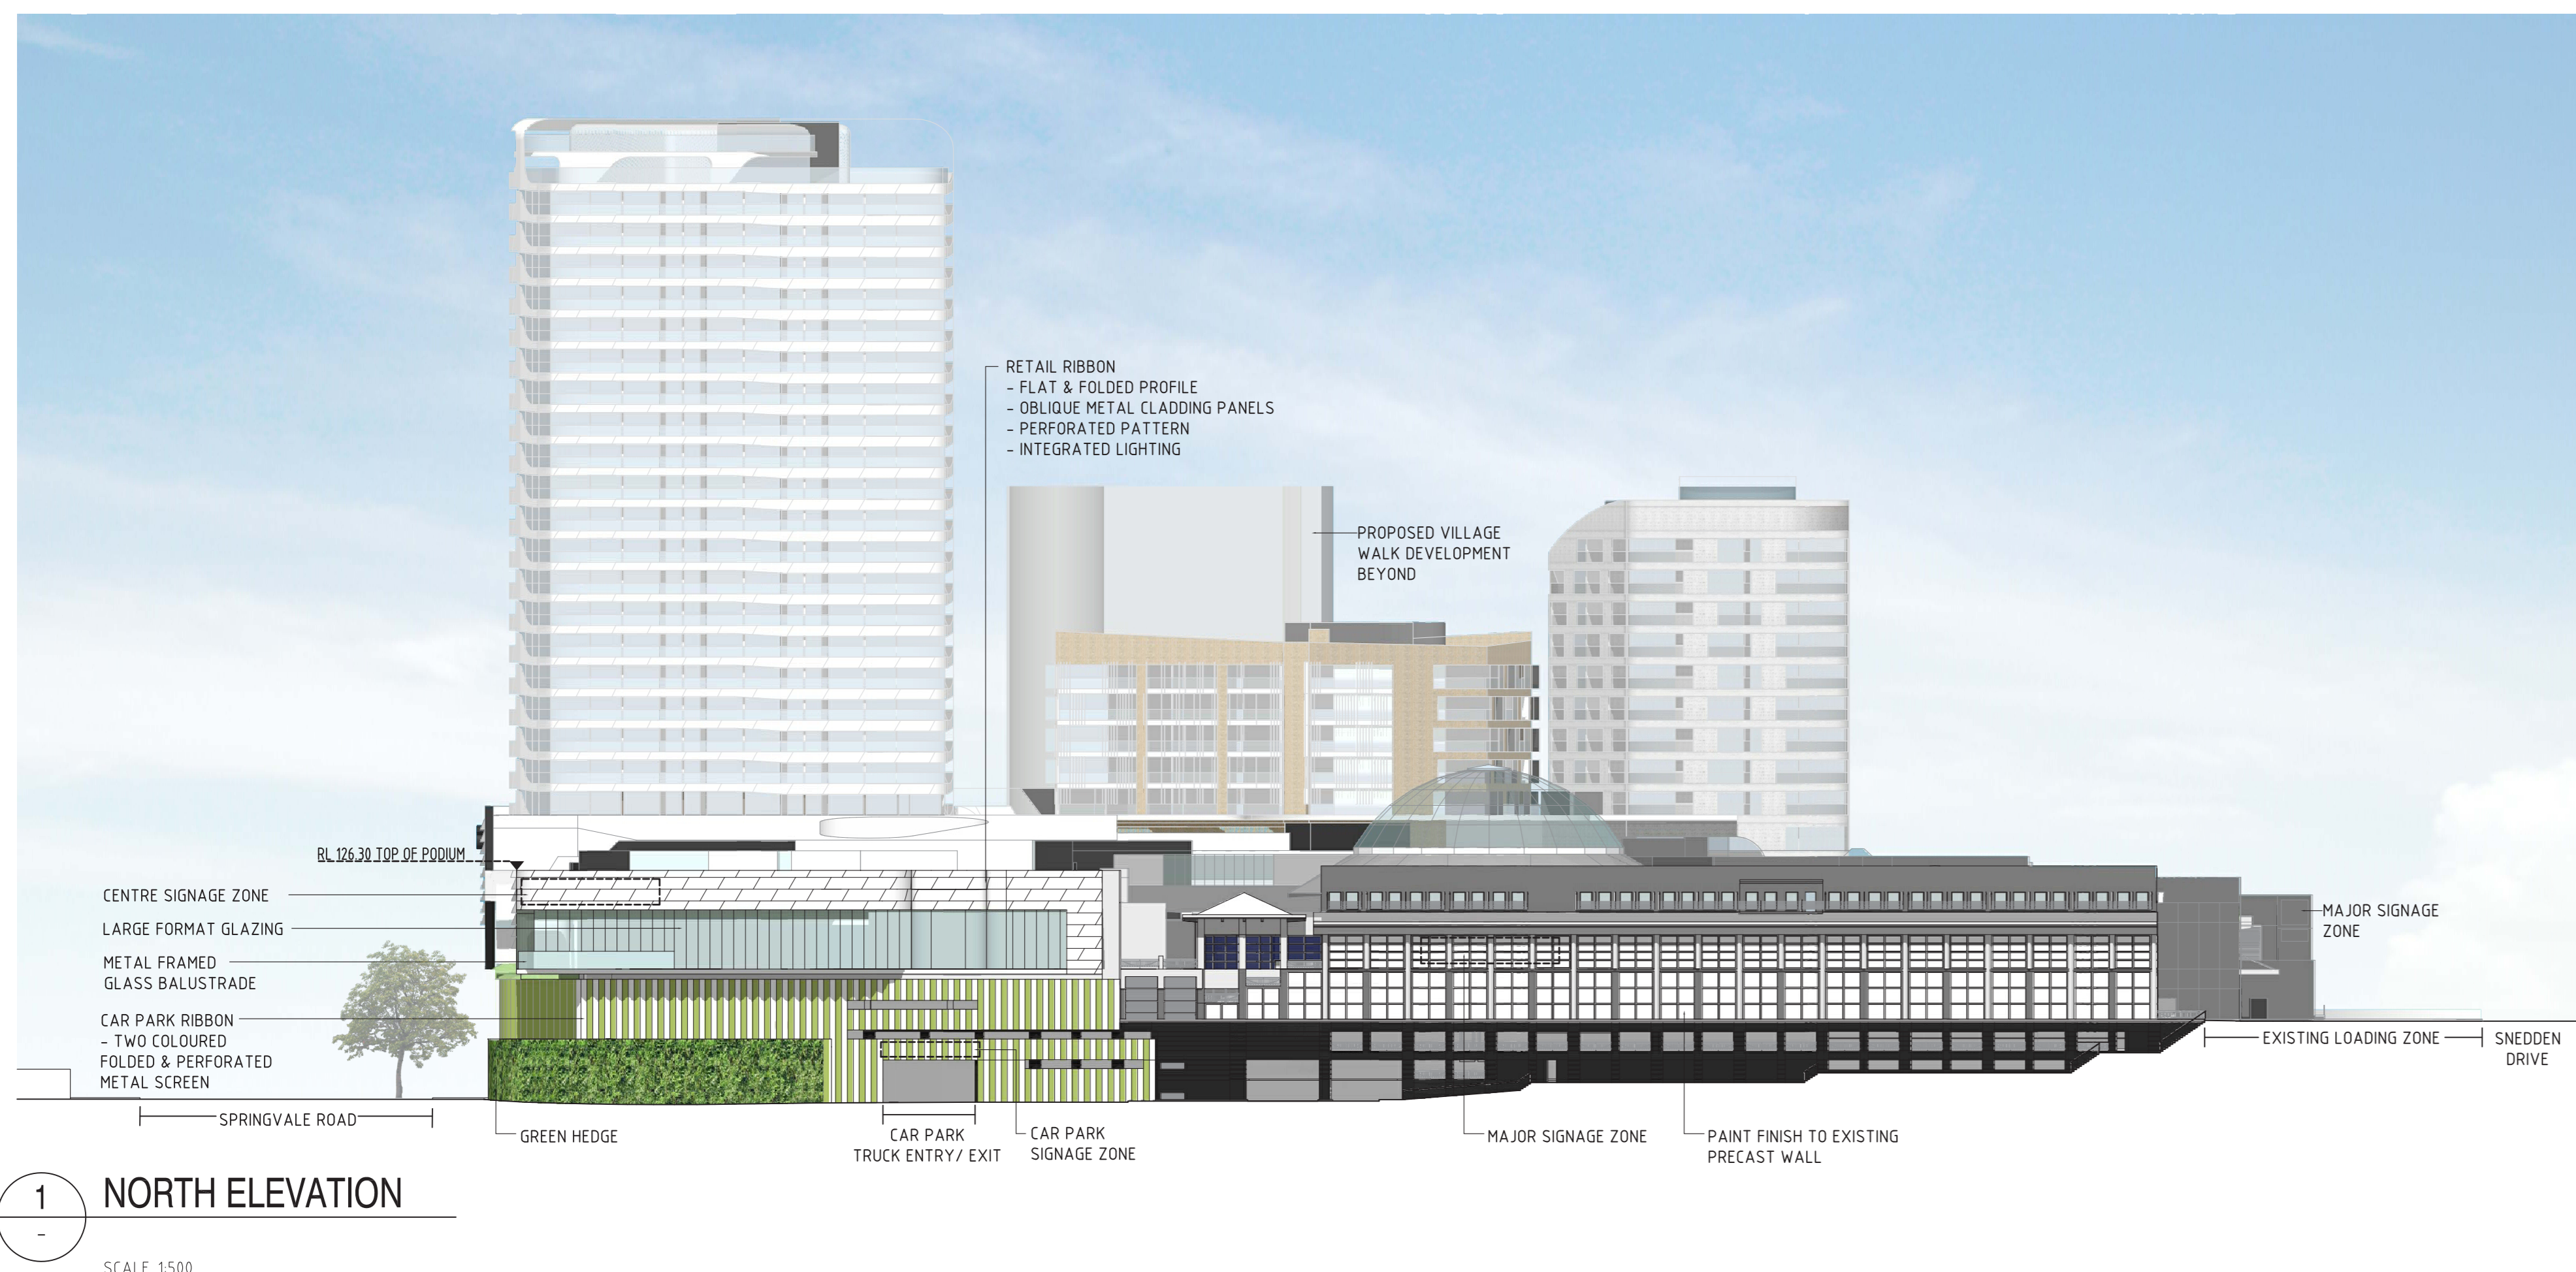 RETAIL RIBBON
- FLAT & FOLDED PROFILE
- OBLIQUE METAL CLADDING PANELS
- PERFORATED PATTERN
- INTEGRATED LIGHTING
PROPOSED VILLAGE
WALK DEVELOPMENT
BEYOND
RL 126.30 TOP OF PODIUM
CENTRE SIGNAGE ZONE
LARGE FORMAT GLAZING
METAL FRAMED
GLASS BALUSTRADE
CAR PARK RIBBON
- TWO COLOURED
FOLDED & PERFORATED
METAL SCREEN
MAJOR SIGNAGE
ZONE
EXISTING LOADING ZONE
SNEDDEN
DRIVE
SPRINGVALE ROAD
GREEN HEDGE
CAR PARK
TRUCK ENTRY/ EXIT
CAR PARK
SIGNAGE ZONE
MAJOR SIGNAGE ZONE
PAINT FINISH TO EXISTING
PRECAST WALL
1
-
NORTH ELEVATION
SCALE 1:500